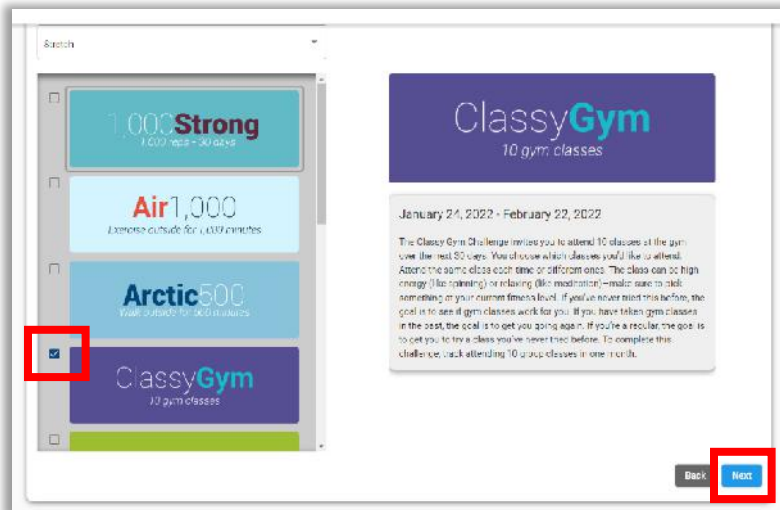 Stretch
1,000Strong
1,000 reps - 30 days
Air1,000
Exercise outside for 1,000 minutes
Arctic500
Walk outside for 500 minutes
ClassyGym
10 gym classes
ClassyGym
10 gym classes
January 24, 2022 - February 22, 2022
The Classy Gym Challenge invites you to attend 10 classes at the gym
over the next 30 days. You choose which classes you'd like to attend.
Attend the same class each time or different ones. The class can be high
energy (like spinning) or relaxing (like meditation)—make sure to pick
something at your current fitness level. If you've never tried this before, the
goal is to see if gym classes work for you. If you have taken gym classes
in the past, the goal is to get you going again. If you're a regular, the goal is
to get you to try a class you've never tried before. To complete this
challenge, track attending 10 group classes in one month.
Back
Next